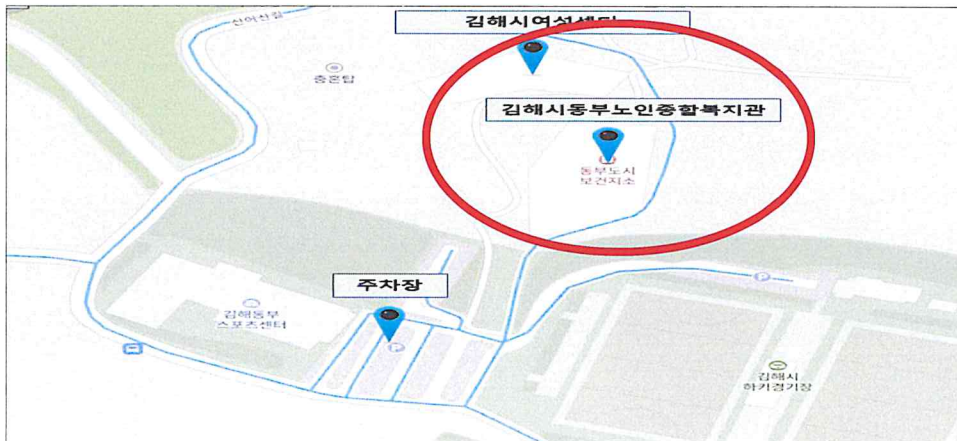 김해시여성센터
신어산길
충혼탑
김해시동부노인종합복지관
동부도시
보건지소
P
주차장
김해동부
스포츠센터
P
김해시
하키경기장